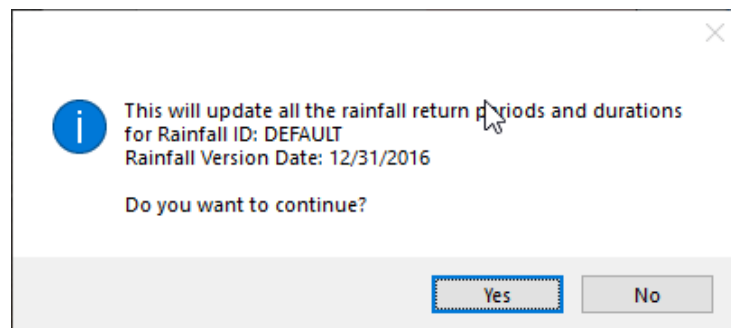 This will update all the rainfall return periods and durations
for Rainfall ID: DEFAULT
Rainfall Version Date: 12/31/2016
Do you want to continue?
Yes
No